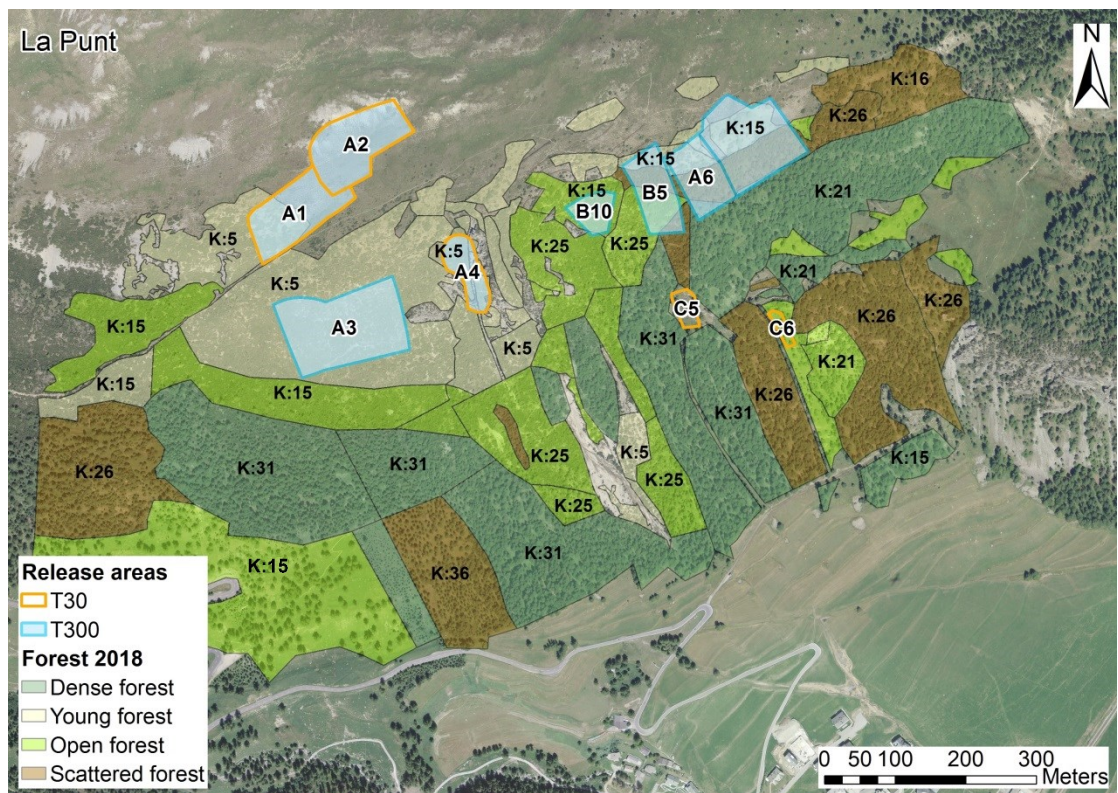 La Punt
N
K:16
K:26
A2
K:15
K:15
A6
K:21
K:15
B5
A1
B10
K:5
K:5
A4
K:25
K:25
K:21
K:5
C5
K:26
K:26
C6
A3
K:15
K:31
K:21
K:5
K:15
K:15
K:26
K:31
K:26
K:31
K:31
K:25
K:5
K:15
K:25
K:25
K:31
K:15
K:36
Release areas
T30
T300
Forest 2018
Dense forest
Young forest
Open forest
Scattered forest
0 50 100 200 300
Meters